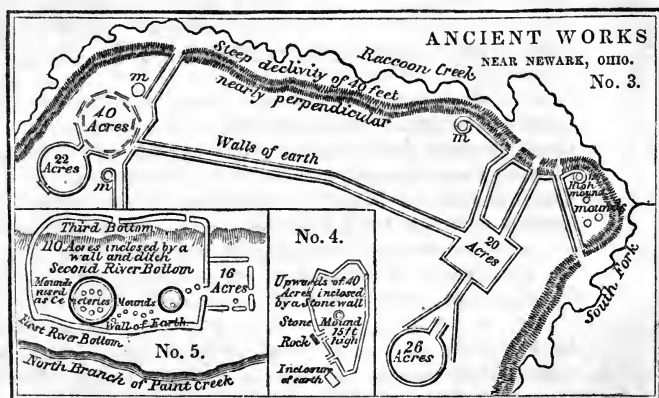 ANCIENT WORKS
NEAR NEWARK, OHIO.
No. 3.
Raccoon Creek
Steep declivity of 40 feet
nearly perpendicular
m
40
Acres
22
Acres
m
Walls of earth
m
High
mound
mounds
20
Acres
South Fork
26
Acres
Third Bottom
110 Acres inclosed by a
wall and ditch
Second River Bottom
Mounds
used
as Cemeteries
Mounds
16
Acres
Wall of Earth
First River Bottom
No. 5.
North Branch of Paint Creek
No. 4.
Upwards of 40
Acres inclosed
by a Stone wall
Mound
15 ft
high
Stone
Rock
Inclosure
of earth